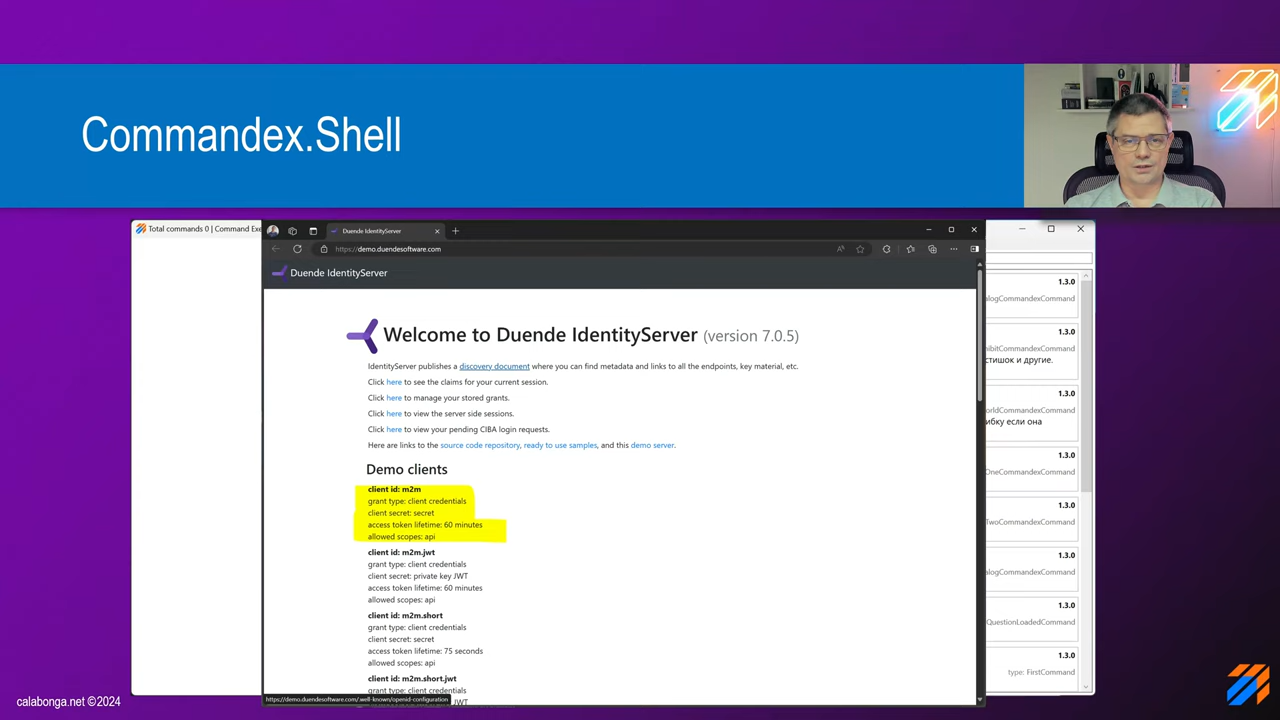 Commandex.Shell
Total commands 0 | Command Exe
Duende IdentityServer
https://demo.duendesoftware.com
Duende IdentityServer
Welcome to Duende IdentityServer (version 7.0.5)
IdentityServer publishes a discovery document where you can find metadata and links to all the endpoints, key material, etc.
Click here to see the claims for your current session.
Click here to manage your stored grants.
Click here to view the server side sessions.
Click here to view your pending CIBA login requests.
Here are links to the source code repository, ready to use samples, and this demo server.
Demo clients
client id: m2m
grant type: client credentials
client secret: secret
access token lifetime: 60 minutes
allowed scopes: api
client id: m2m.jwt
grant type: client credentials
client secret: private key JWT
access token lifetime: 60 minutes
allowed scopes: api
client id: m2m.short
grant type: client credentials
client secret: secret
access token lifetime: 75 seconds
allowed scopes: api
client id: m2m.short.jwt
grant type: client credentials
JWT
https://demo.duendesoftware.com/.well-known/openid-configuration
1.3.0
alogCommandexCommand
1.3.0
hibitCommandexCommand
стишок и другие.
1.3.0
orldCommandexCommand
ибку если она
1.3.0
OneCommandexCommand
1.3.0
TwoCommandexCommand
1.3.0
alogCommandexCommand
1.3.0
QuestionLoadedCommand
1.3.0
type: FirstCommand
calabonga.net ©2024